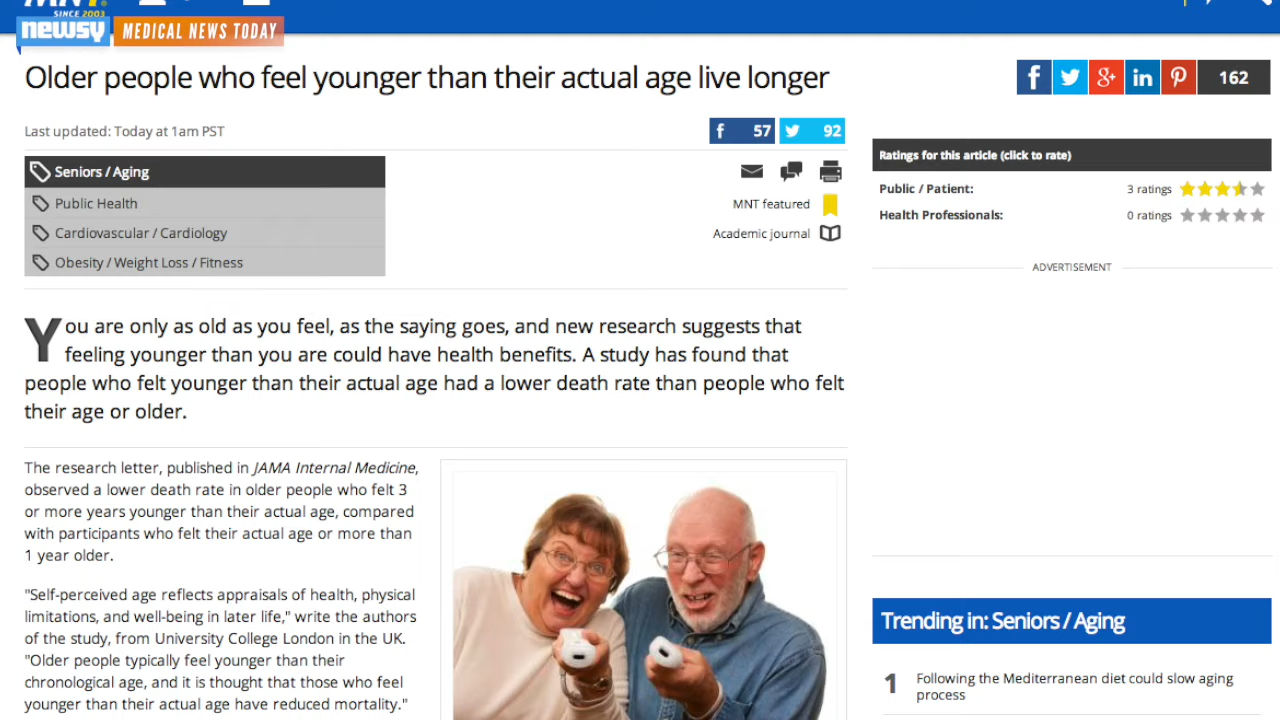 MNT
SINCE 2003
newsy MEDICAL NEWS TODAY
Older people who feel younger than their actual age live longer
162
Last updated: Today at 1am PST
57 92
Seniors / Aging
Public Health
Cardiovascular / Cardiology
Obesity / Weight Loss / Fitness
MNT featured
Academic journal
Ratings for this article (click to rate)
Public / Patient: 3 ratings
Health Professionals: 0 ratings
ADVERTISEMENT
You are only as old as you feel, as the saying goes, and new research suggests that
feeling younger than you are could have health benefits. A study has found that
people who felt younger than their actual age had a lower death rate than people who felt
their age or older.
The research letter, published in JAMA Internal Medicine,
observed a lower death rate in older people who felt 3
or more years younger than their actual age, compared
with participants who felt their actual age or more than
1 year older.
"Self-perceived age reflects appraisals of health, physical
limitations, and well-being in later life," write the authors
of the study, from University College London in the UK.
"Older people typically feel younger than their
chronological age, and it is thought that those who feel
younger than their actual age have reduced mortality."
Trending in: Seniors / Aging
1 Following the Mediterranean diet could slow aging
process